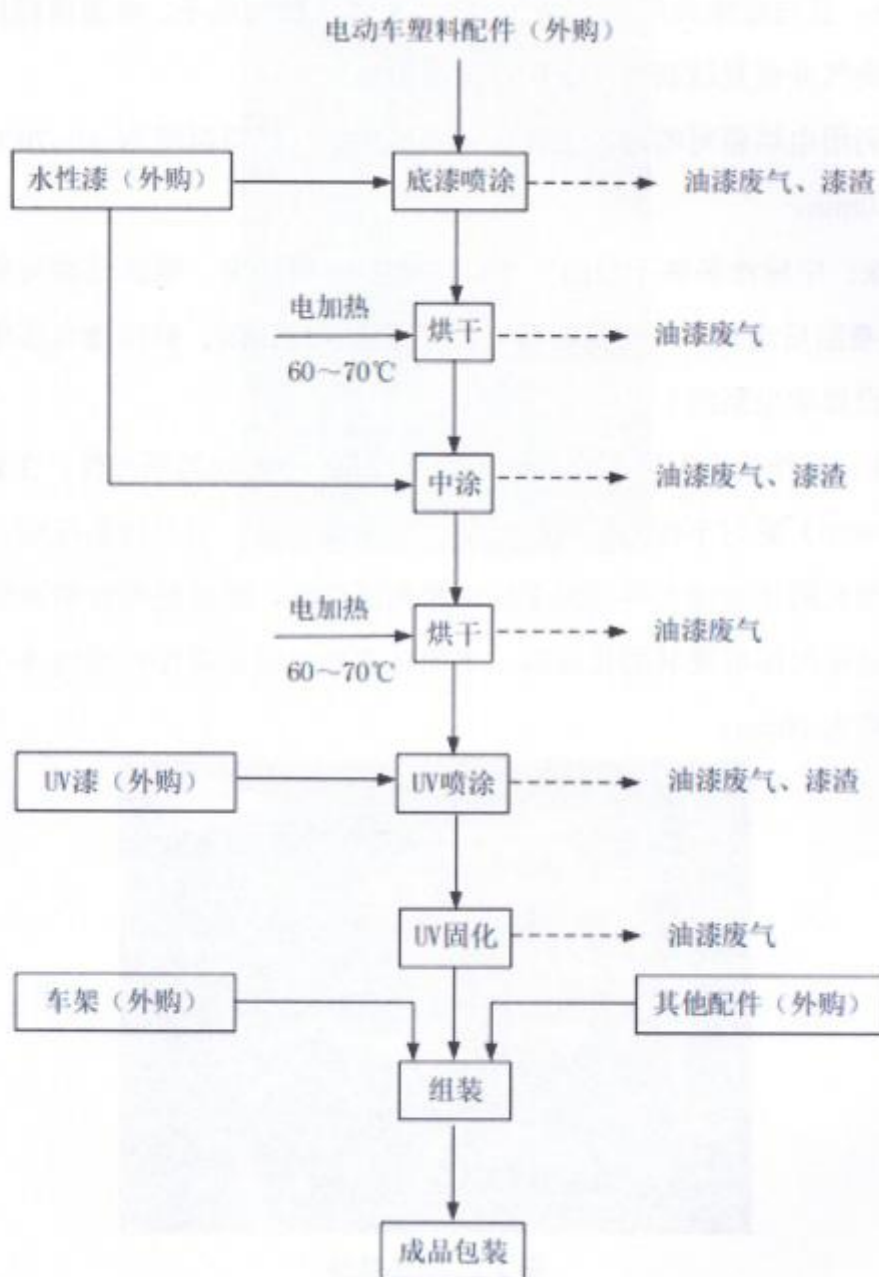 电动车塑料配件（外购）
水性漆（外购）
底漆喷涂
油漆废气、漆渣
电加热
60～70℃
烘干
油漆废气
中涂
油漆废气、漆渣
电加热
60～70℃
烘干
油漆废气
UV漆（外购）
UV喷涂
油漆废气、漆渣
UV固化
油漆废气
车架（外购）
其他配件（外购）
组装
成品包装